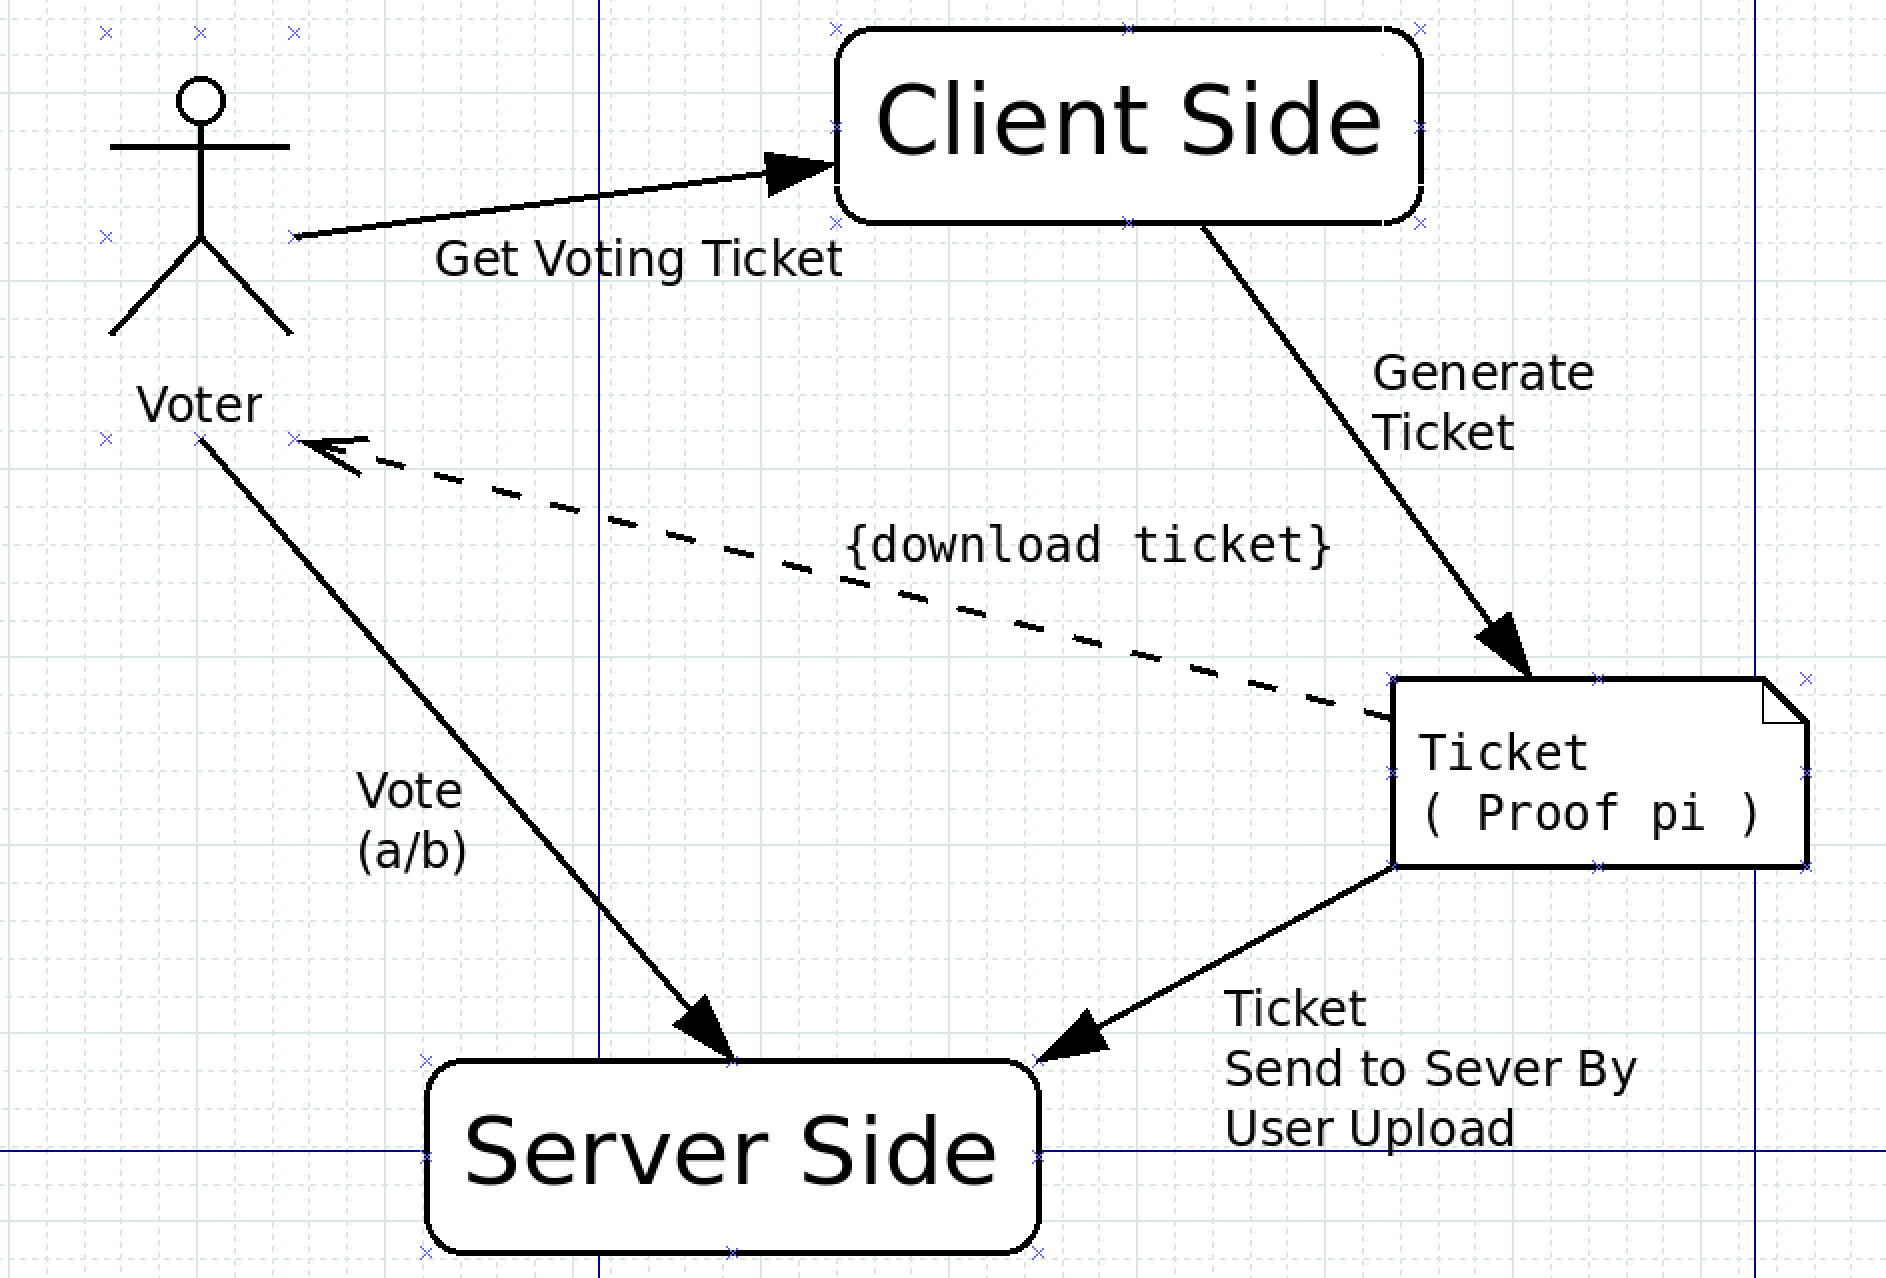 Client Side
Get Voting Ticket
Generate
Ticket
Voter
{download ticket}
Ticket
( Proof pi )
Vote
(a/b)
Ticket
Send to Sever By
User Upload
Server Side